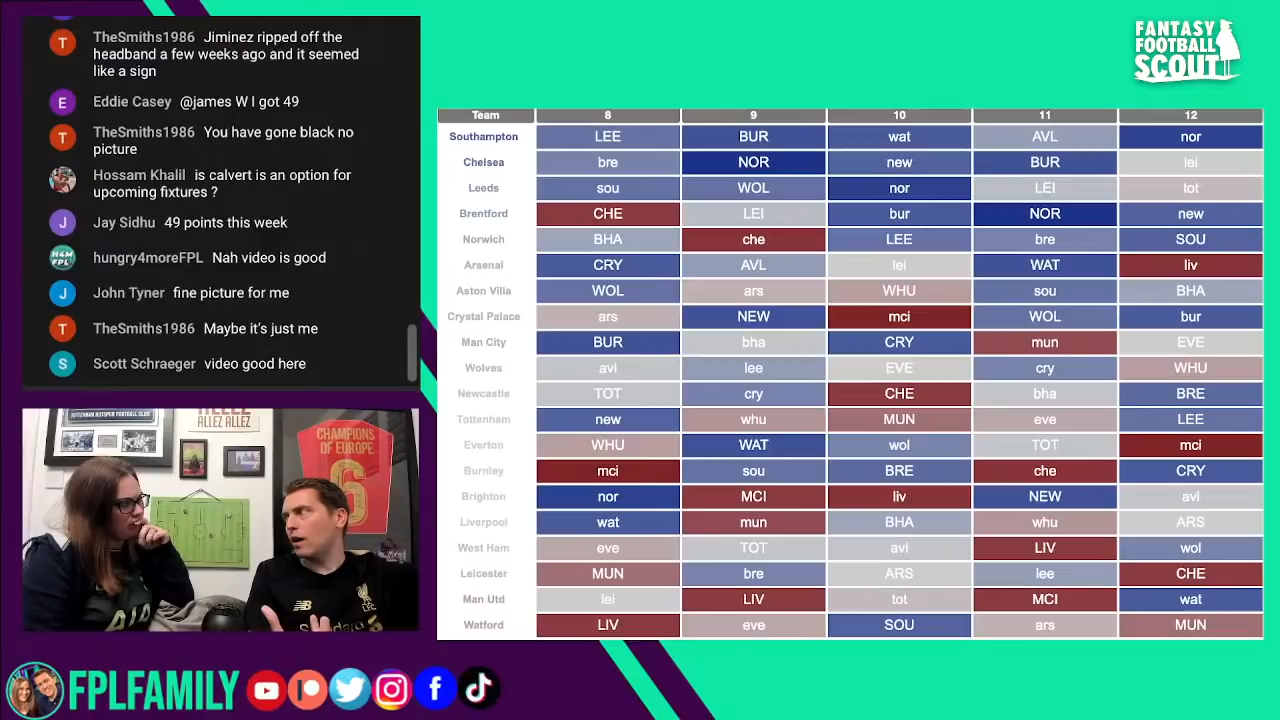 TheSmiths1986 Jiminez ripped off the
headband a few weeks ago and it seemed
like a sign
E Eddie Casey @james W I got 49
T TheSmiths1986 You have gone black no
picture
Hossam Khalil is calvert is an option for
upcoming fixtures ?
J Jay Sidhu 49 points this week
H4M FPL hungry4moreFPL Nah video is good
J John Tyner fine picture for me
T TheSmiths1986 Maybe it's just me
S Scott Schraeger video good here
FANTASY
FOOTBALL
SCOUT
Team 8 9 10 11 12
Southampton LEE BUR wat AVL nor
Chelsea bre NOR new BUR lei
Leeds sou WOL nor LEI tot
Brentford CHE LEI bur NOR new
Norwich BHA che LEE bre SOU
Arsenal CRY AVL lei WAT liv
Aston Villa WOL ars WHU sou BHA
Crystal Palace ars NEW mci WOL bur
Man City BUR bha CRY mun EVE
Wolves avl lee EVE cry WHU
Newcastle TOT cry CHE bha BRE
Tottenham new whu MUN eve LEE
Everton WHU WAT wol TOT mci
Burnley mci sou BRE che CRY
Brighton nor MCI liv NEW avl
Liverpool wat mun BHA whu ARS
West Ham eve TOT avl LIV wol
Leicester MUN bre ARS lee CHE
Man Utd lei LIV tot MCI wat
Watford LIV eve SOU ars MUN
TOTTENHAM HOTSPUR FOOTBALL CLUB
ALLEZ ALLEZ
CHAMPIONS
OF EUROPE
6
FPLFAMILY